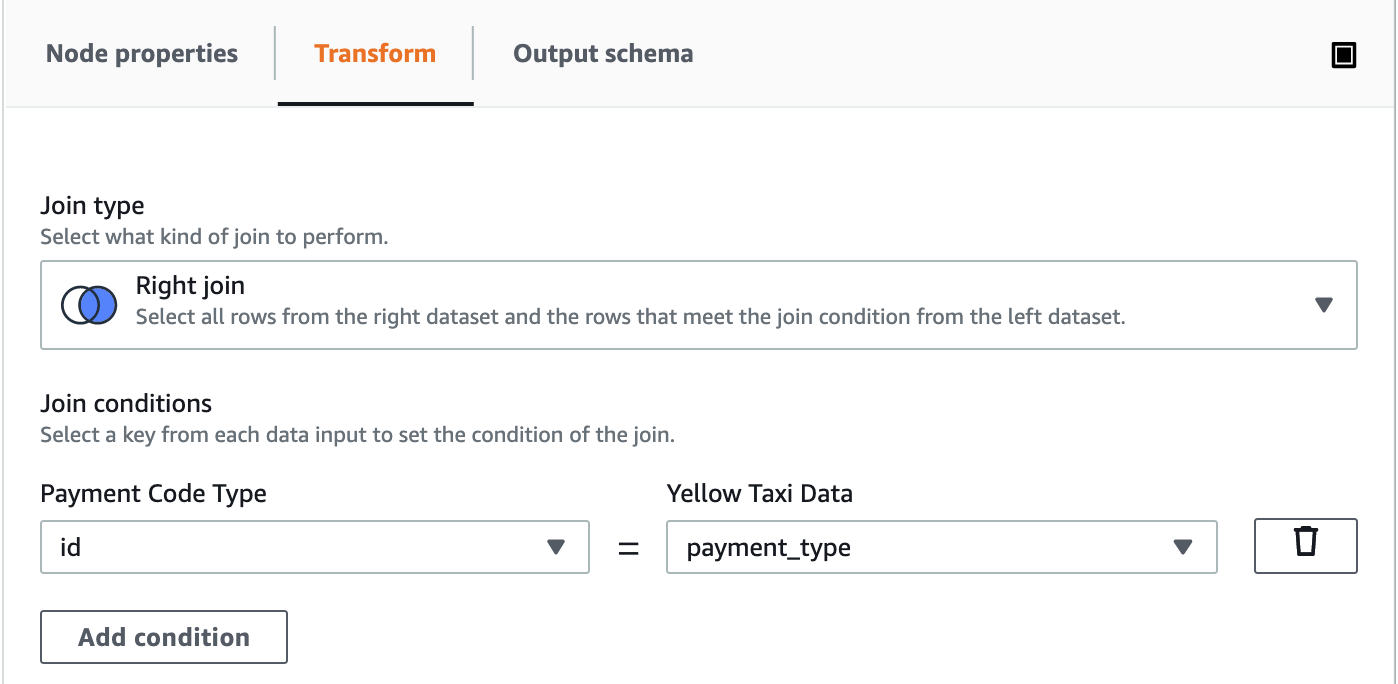 Node properties
Transform
Output schema
Join type
Select what kind of join to perform.
Right join
Select all rows from the right dataset and the rows that meet the join condition from the left dataset.
Join conditions
Select a key from each data input to set the condition of the join.
Payment Code Type
Yellow Taxi Data
id
=
payment_type
Add condition